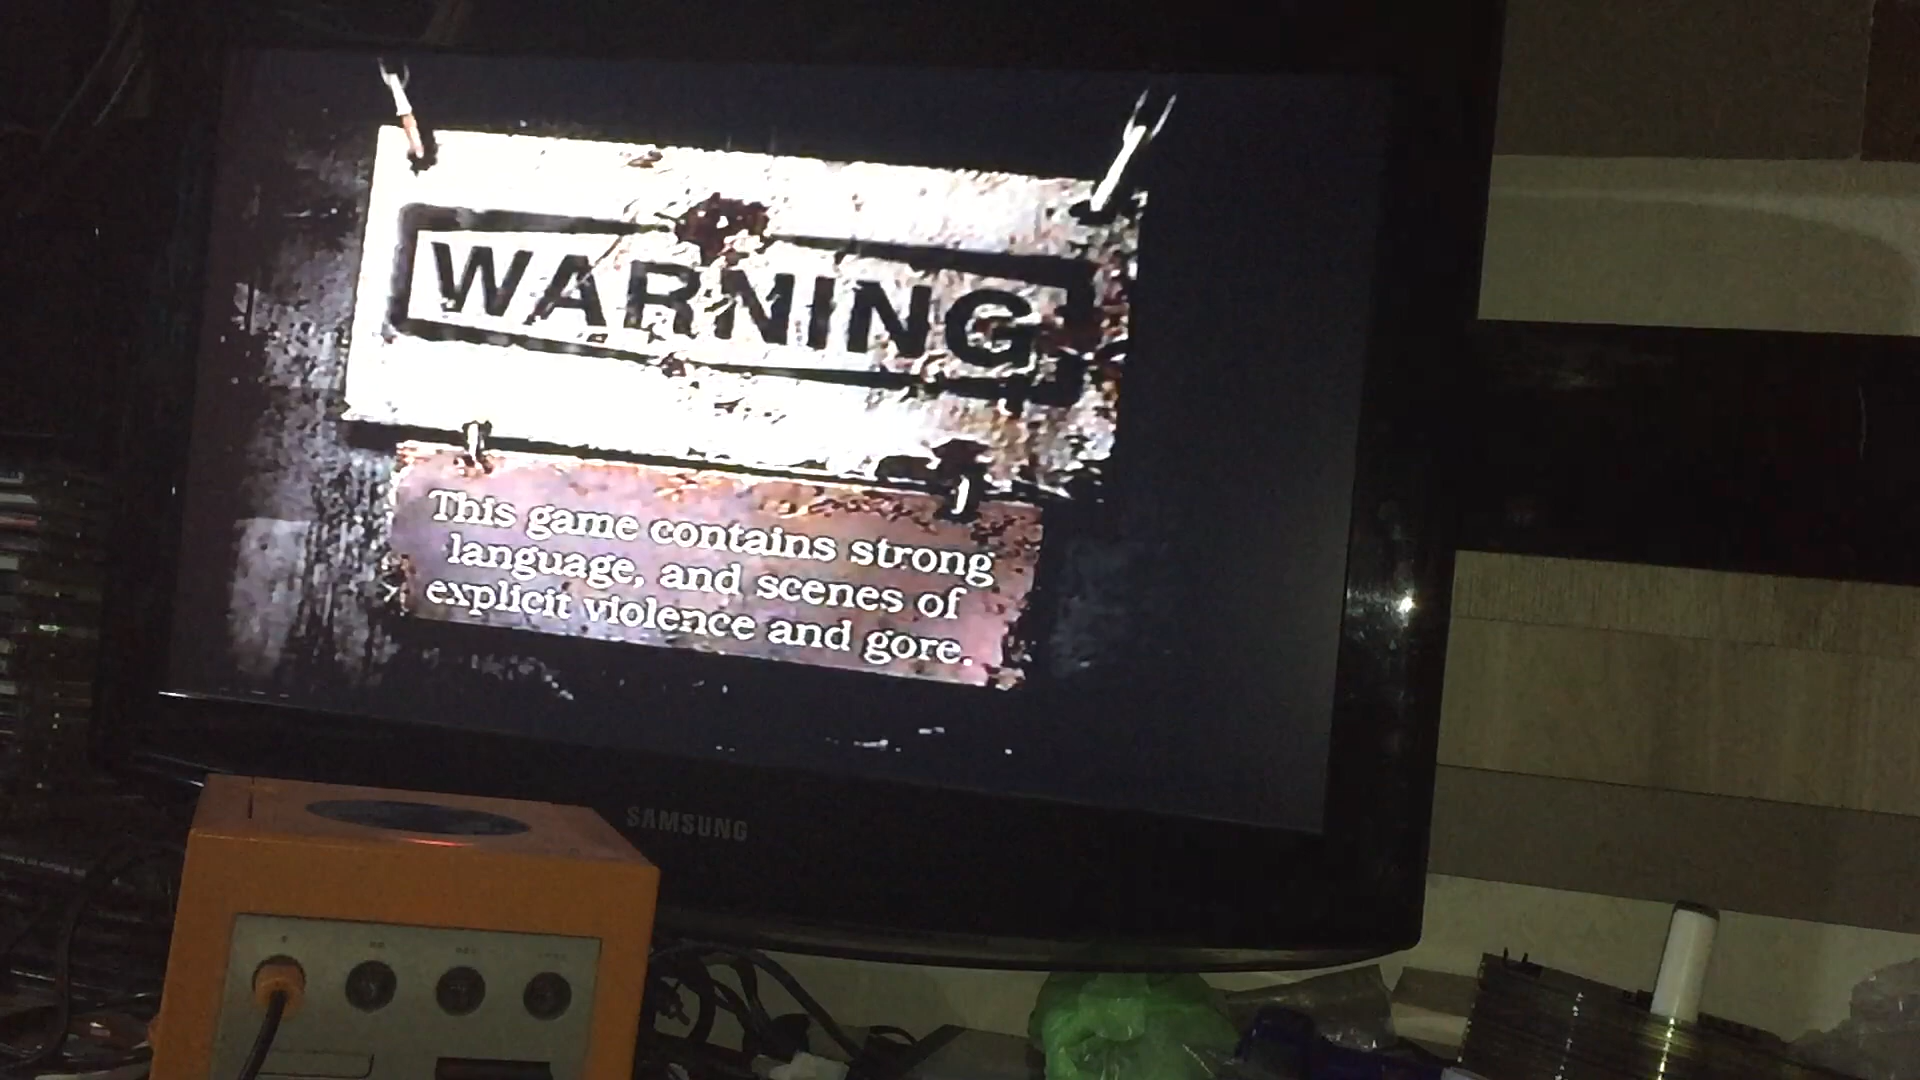 WARNING
This game contains strong
language, and scenes of
explicit violence and gore.
SAMSUNG